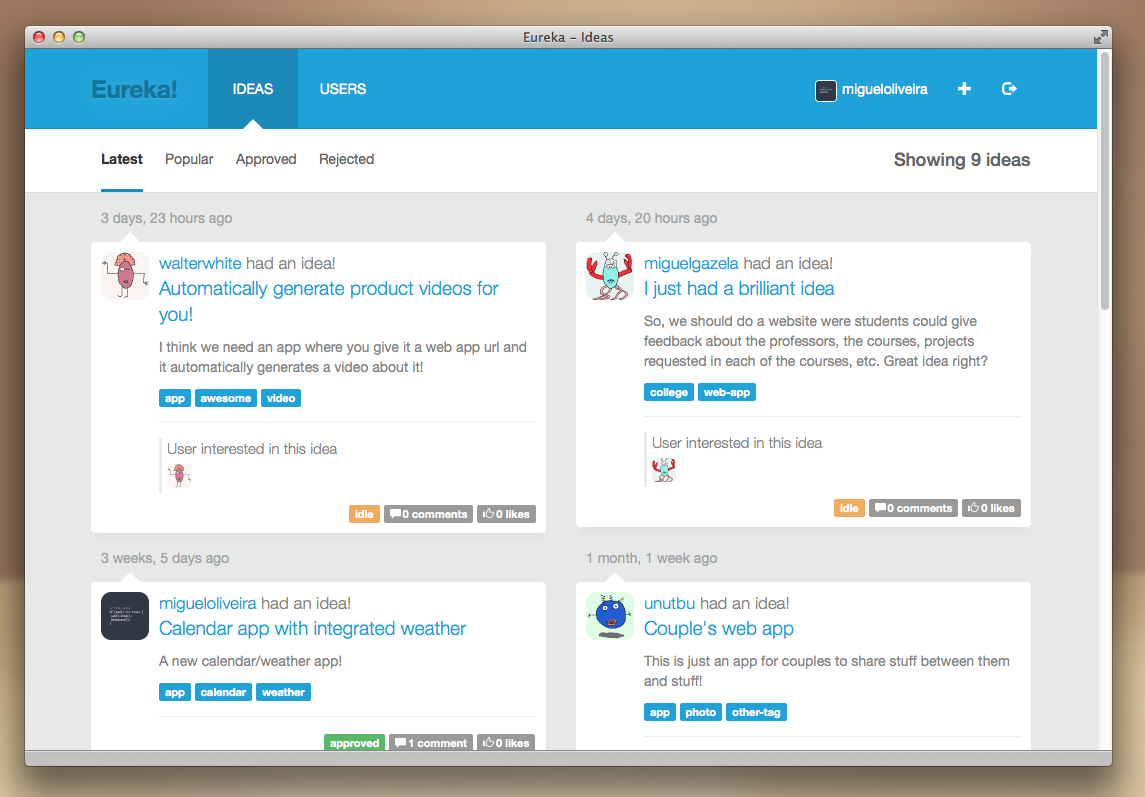 Eureka – Ideas
Eureka!
IDEAS
USERS
migueloliveira
Latest
Popular
Approved
Rejected
Showing 9 ideas
3 days, 23 hours ago
walterwhite had an idea!
Automatically generate product videos for
you!
I think we need an app where you give it a web app url and
it automatically generates a video about it!
app awesome video
User interested in this idea
idle 0 comments 0 likes
4 days, 20 hours ago
miguelgazela had an idea!
I just had a brilliant idea
So, we should do a website were students could give
feedback about the professors, the courses, projects
requested in each of the courses, etc. Great idea right?
college web-app
User interested in this idea
idle 0 comments 0 likes
3 weeks, 5 days ago
migueloliveira had an idea!
Calendar app with integrated weather
A new calendar/weather app!
app calendar weather
approved 1 comment 0 likes
1 month, 1 week ago
unutbu had an idea!
Couple's web app
This is just an app for couples to share stuff between them
and stuff!
app photo other-tag